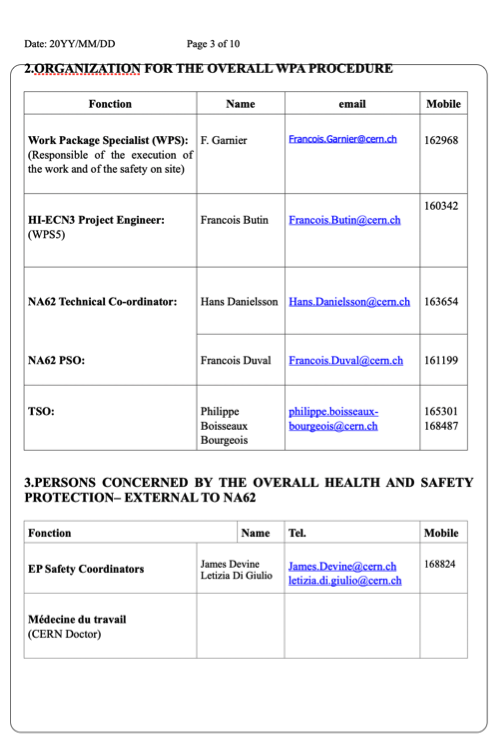 Date: 20YY/MM/DD Page 3 of 10
2.ORGANIZATION FOR THE OVERALL WPA PROCEDURE
Fonction Name email Mobile
Work Package Specialist (WPS): F. Garnier Francois.Garnier@cern.ch 162968
(Responsible of the execution of
the work and of the safety on site)
160342
HI-ECN3 Project Engineer: Francois Butin Francois.Butin@cern.ch
(WPS5)
NA62 Technical Co-ordinator: Hans Danielsson Hans.Danielsson@cern.ch 163654
NA62 PSO: Francois Duval Francois.Duval@cern.ch 161199
TSO: Philippe philippe.boisseaux- 165301
Boisseaux bourgeois@cern.ch 168487
Bourgeois
3.PERSONS CONCERNED BY THE OVERALL HEALTH AND SAFETY
PROTECTION– EXTERNAL TO NA62
Fonction Name Tel. Mobile
EP Safety Coordinators James Devine James.Devine@cern.ch 168824
Letizia Di Giulio letizia.di.giulio@cern.ch
Médecine du travail
(CERN Doctor)